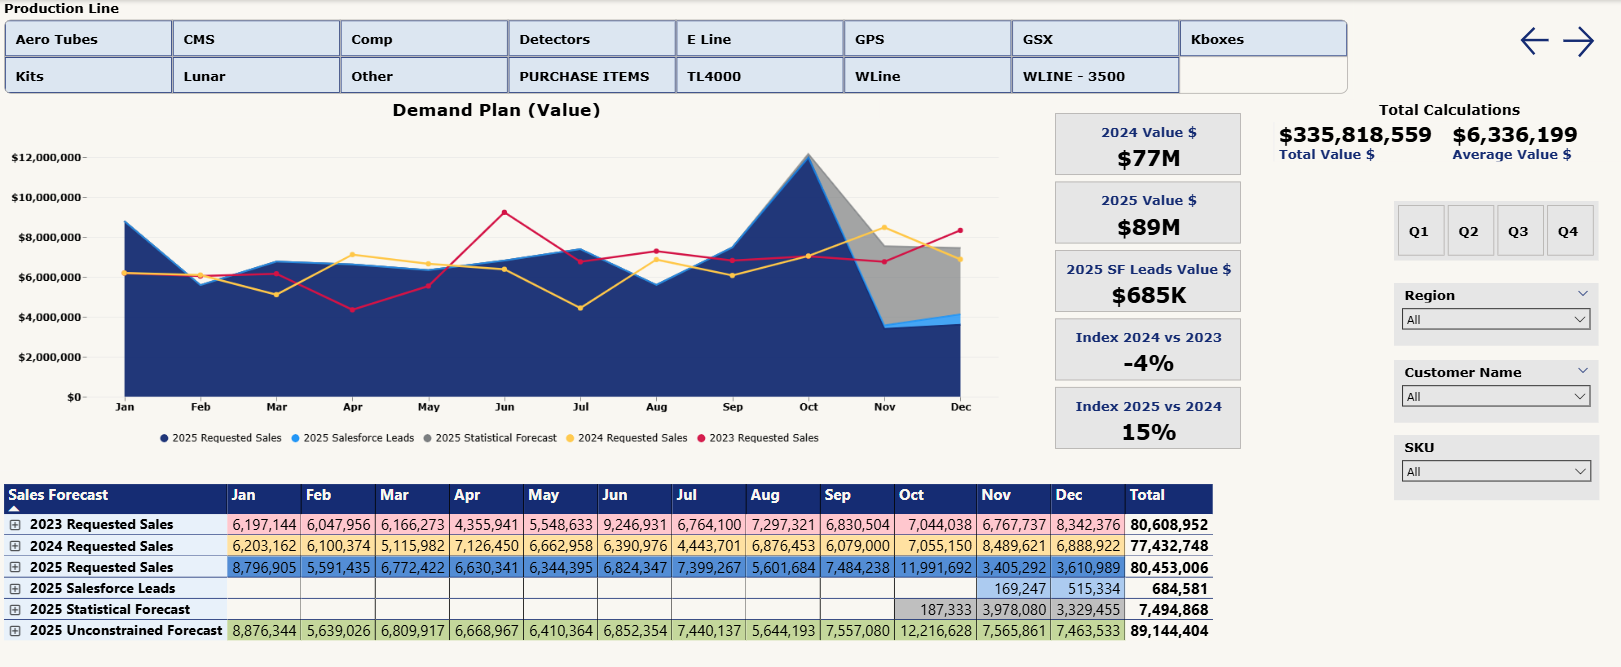 Production Line
Aero Tubes CMS Comp Detectors E Line GPS GSX Kboxes
Kits Lunar Other PURCHASE ITEMS TL4000 WLine WLINE - 3500
Demand Plan (Value)
$12,000,000
$10,000,000
$8,000,000
$6,000,000
$4,000,000
$2,000,000
$0
Jan Feb Mar Apr May Jun Jul Aug Sep Oct Nov Dec
2025 Requested Sales 2025 Salesforce Leads 2025 Statistical Forecast 2024 Requested Sales 2023 Requested Sales
2024 Value $
$77M
2025 Value $
$89M
2025 SF Leads Value $
$685K
Index 2024 vs 2023
-4%
Index 2025 vs 2024
15%
Total Calculations
$335,818,559 $6,336,199
Total Value $ Average Value $
Q1 Q2 Q3 Q4
Region
All
Customer Name
All
SKU
All
Sales Forecast Jan Feb Mar Apr May Jun Jul Aug Sep Oct Nov Dec Total
2023 Requested Sales 6,197,144 6,047,956 6,166,273 4,355,941 5,548,633 9,246,931 6,764,100 7,297,321 6,830,504 7,044,038 6,767,737 8,342,376 80,608,952
2024 Requested Sales 6,203,162 6,100,374 5,115,982 7,126,450 6,662,958 6,390,976 4,443,701 6,876,453 6,079,000 7,055,150 8,489,621 6,888,922 77,432,748
2025 Requested Sales 8,796,905 5,591,435 6,772,422 6,630,341 6,344,395 6,824,347 7,399,267 5,601,684 7,484,238 11,991,692 3,405,292 3,610,989 80,453,006
2025 Salesforce Leads 169,247 515,334 684,581
2025 Statistical Forecast 187,333 3,978,080 3,329,455 7,494,868
2025 Unconstrained Forecast 8,876,344 5,639,026 6,809,917 6,668,967 6,410,364 6,852,354 7,440,137 5,644,193 7,557,080 12,216,628 7,565,861 7,463,533 89,144,404